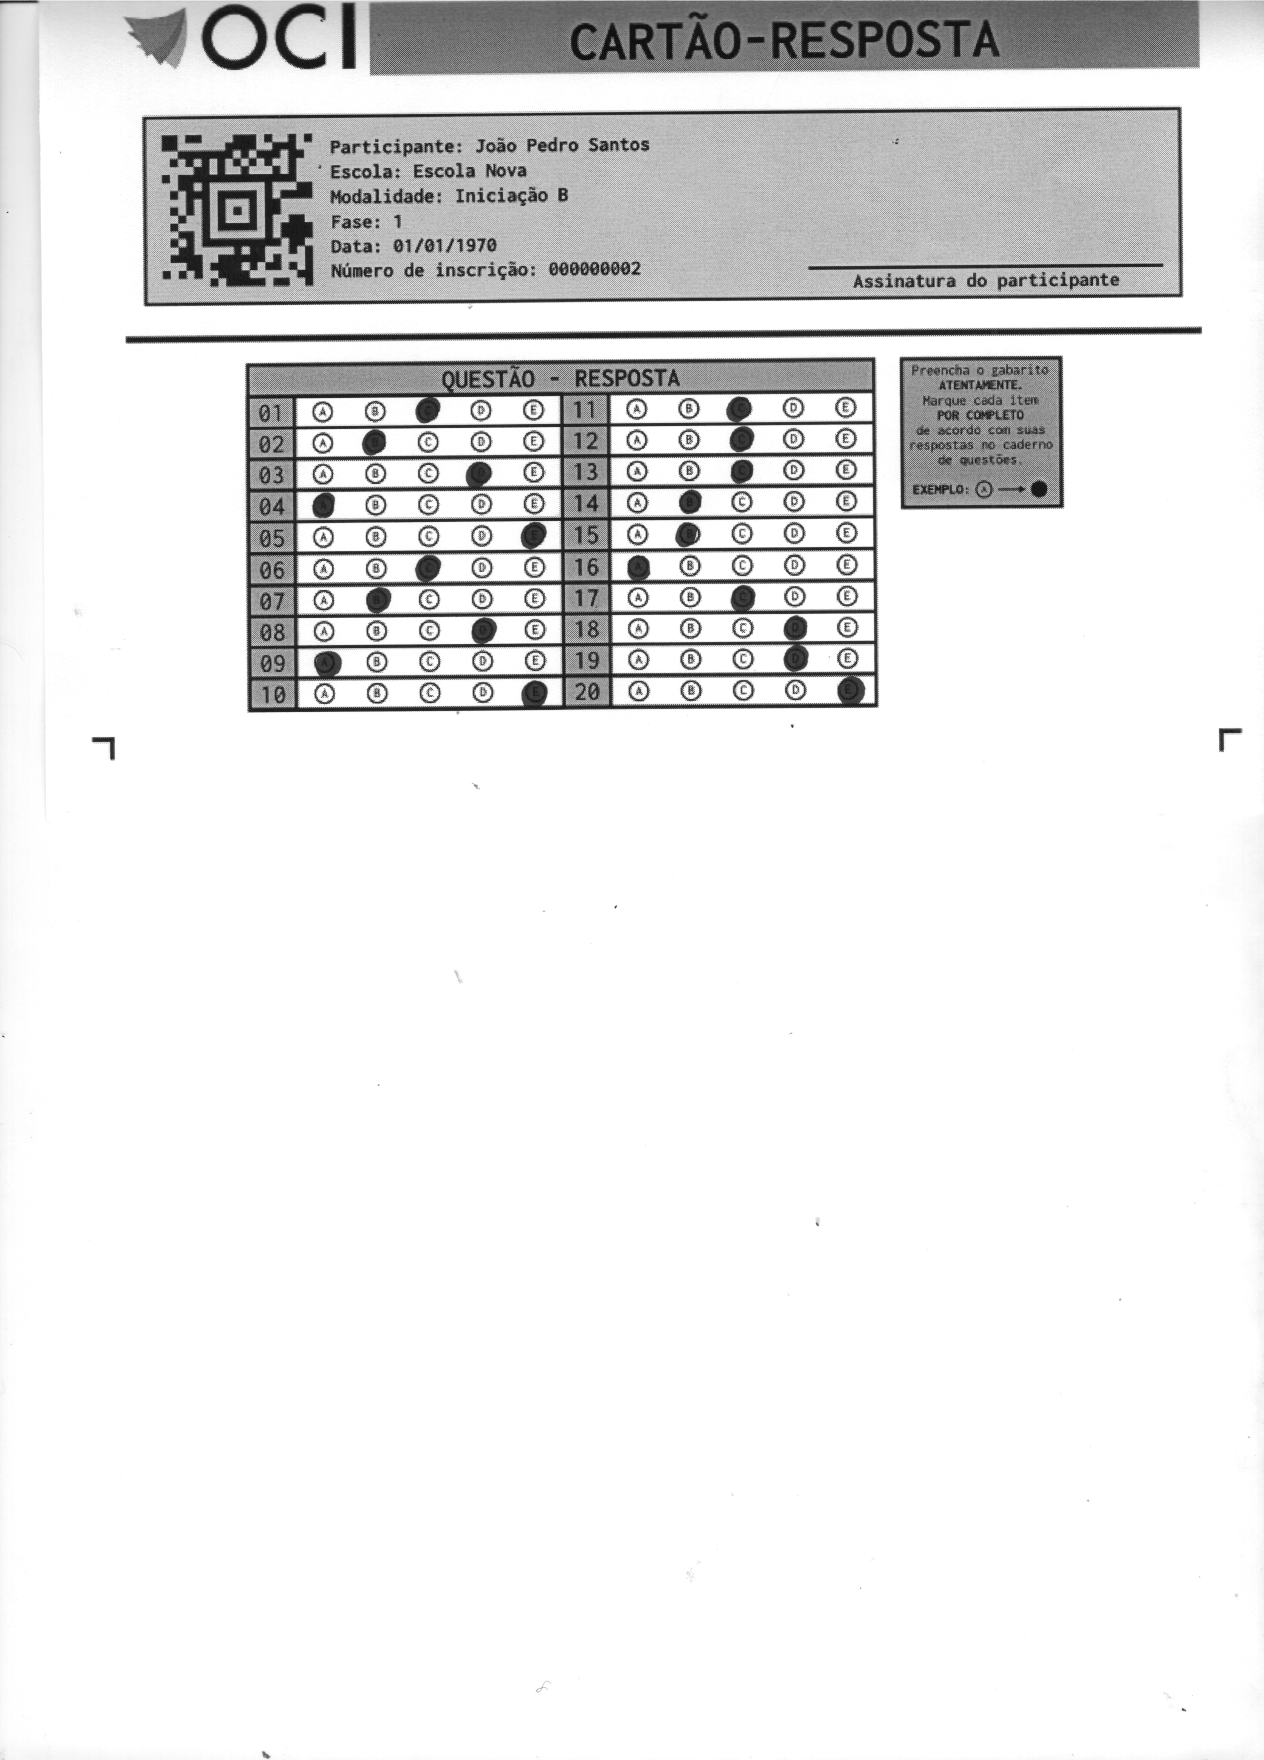 OCI
CARTÃO-RESPOSTA
Participante: João Pedro Santos
Escola: Escola Nova
Modalidade: Iniciação B
Fase: 1
Data: 01/01/1970
Número de inscrição: 000000002
Assinatura do participante
QUESTÃO - RESPOSTA
01 A B C D E 11 A B C D E
02 A B C D E 12 A B C D E
03 A B C D E 13 A B C D E
04 A B C D E 14 A B C D E
05 A B C D E 15 A B C D E
06 A B C D E 16 A B C D E
07 A B C D E 17 A B C D E
08 A B C D E 18 A B C D E
09 A B C D E 19 A B C D E
10 A B C D E 20 A B C D E
Preencha o gabarito
ATENTAMENTE.
Marque cada item
POR COMPLETO
de acordo com suas
respostas no caderno
de questões.
EXEMPLO: A